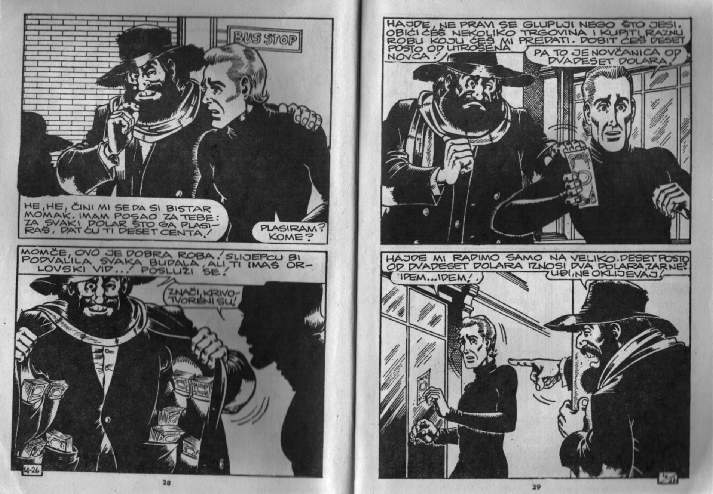 BUS STOP
HE, HE, ČINI MI SE DA SI BISTAR
MOMAK. IMAM POSAO ZA TEBE:
ZA SVAKI DOLAR ŠTO GA PLASI-
RAŠ, DAT ĆU TI DESET CENTA!
PLASIRAM?
KOME?
MOMČE, OVO JE DOBRA ROBA! SLIJEPCU BI
PODVALILA SVAKA BUDALA, ALI TI IMAŠ OR-
LOVSKI VID...! POSLUŽI SE!
ZNAČI, KRIVO-
TVORENI SU!
4-26
28
HAJDE, NE PRAVI SE GLUPLJI NEGO ŠTO JESI.
OBIĆI ĆEŠ NEKOLIKO TRGOVINA I KUPITI RAZNU
ROBU KOJU ĆEŠ MI PREDATI. DOBIT ĆEŠ DESET
POSTO OD UTROŠENA
NOVCA!
PA TO JE NOVČANICA OD
DVADESET DOLARA!
HAJDE MI RADIMO SAMO NA VELIKO. DESET POSTO
OD DVADESET DOLARA IZNOSI DVA DOLARA, ZAR NE?
UĐI, NE OKLIJEVAJ!
IDEM...IDEM!
29